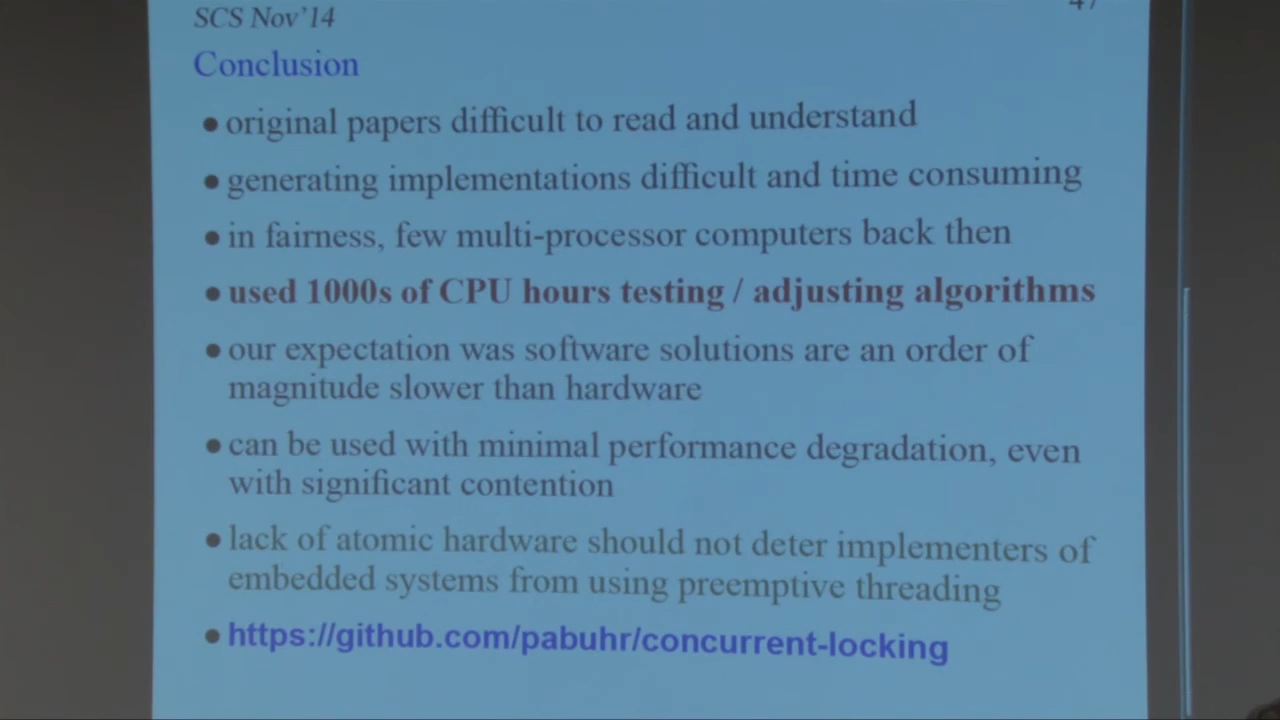 SCS Nov'14
Conclusion
● original papers difficult to read and understand
● generating implementations difficult and time consuming
● in fairness, few multi-processor computers back then
● used 1000s of CPU hours testing / adjusting algorithms
● our expectation was software solutions are an order of
magnitude slower than hardware
● can be used with minimal performance degradation, even
with significant contention
● lack of atomic hardware should not deter implementers of
embedded systems from using preemptive threading
● https://github.com/pabuhr/concurrent-locking